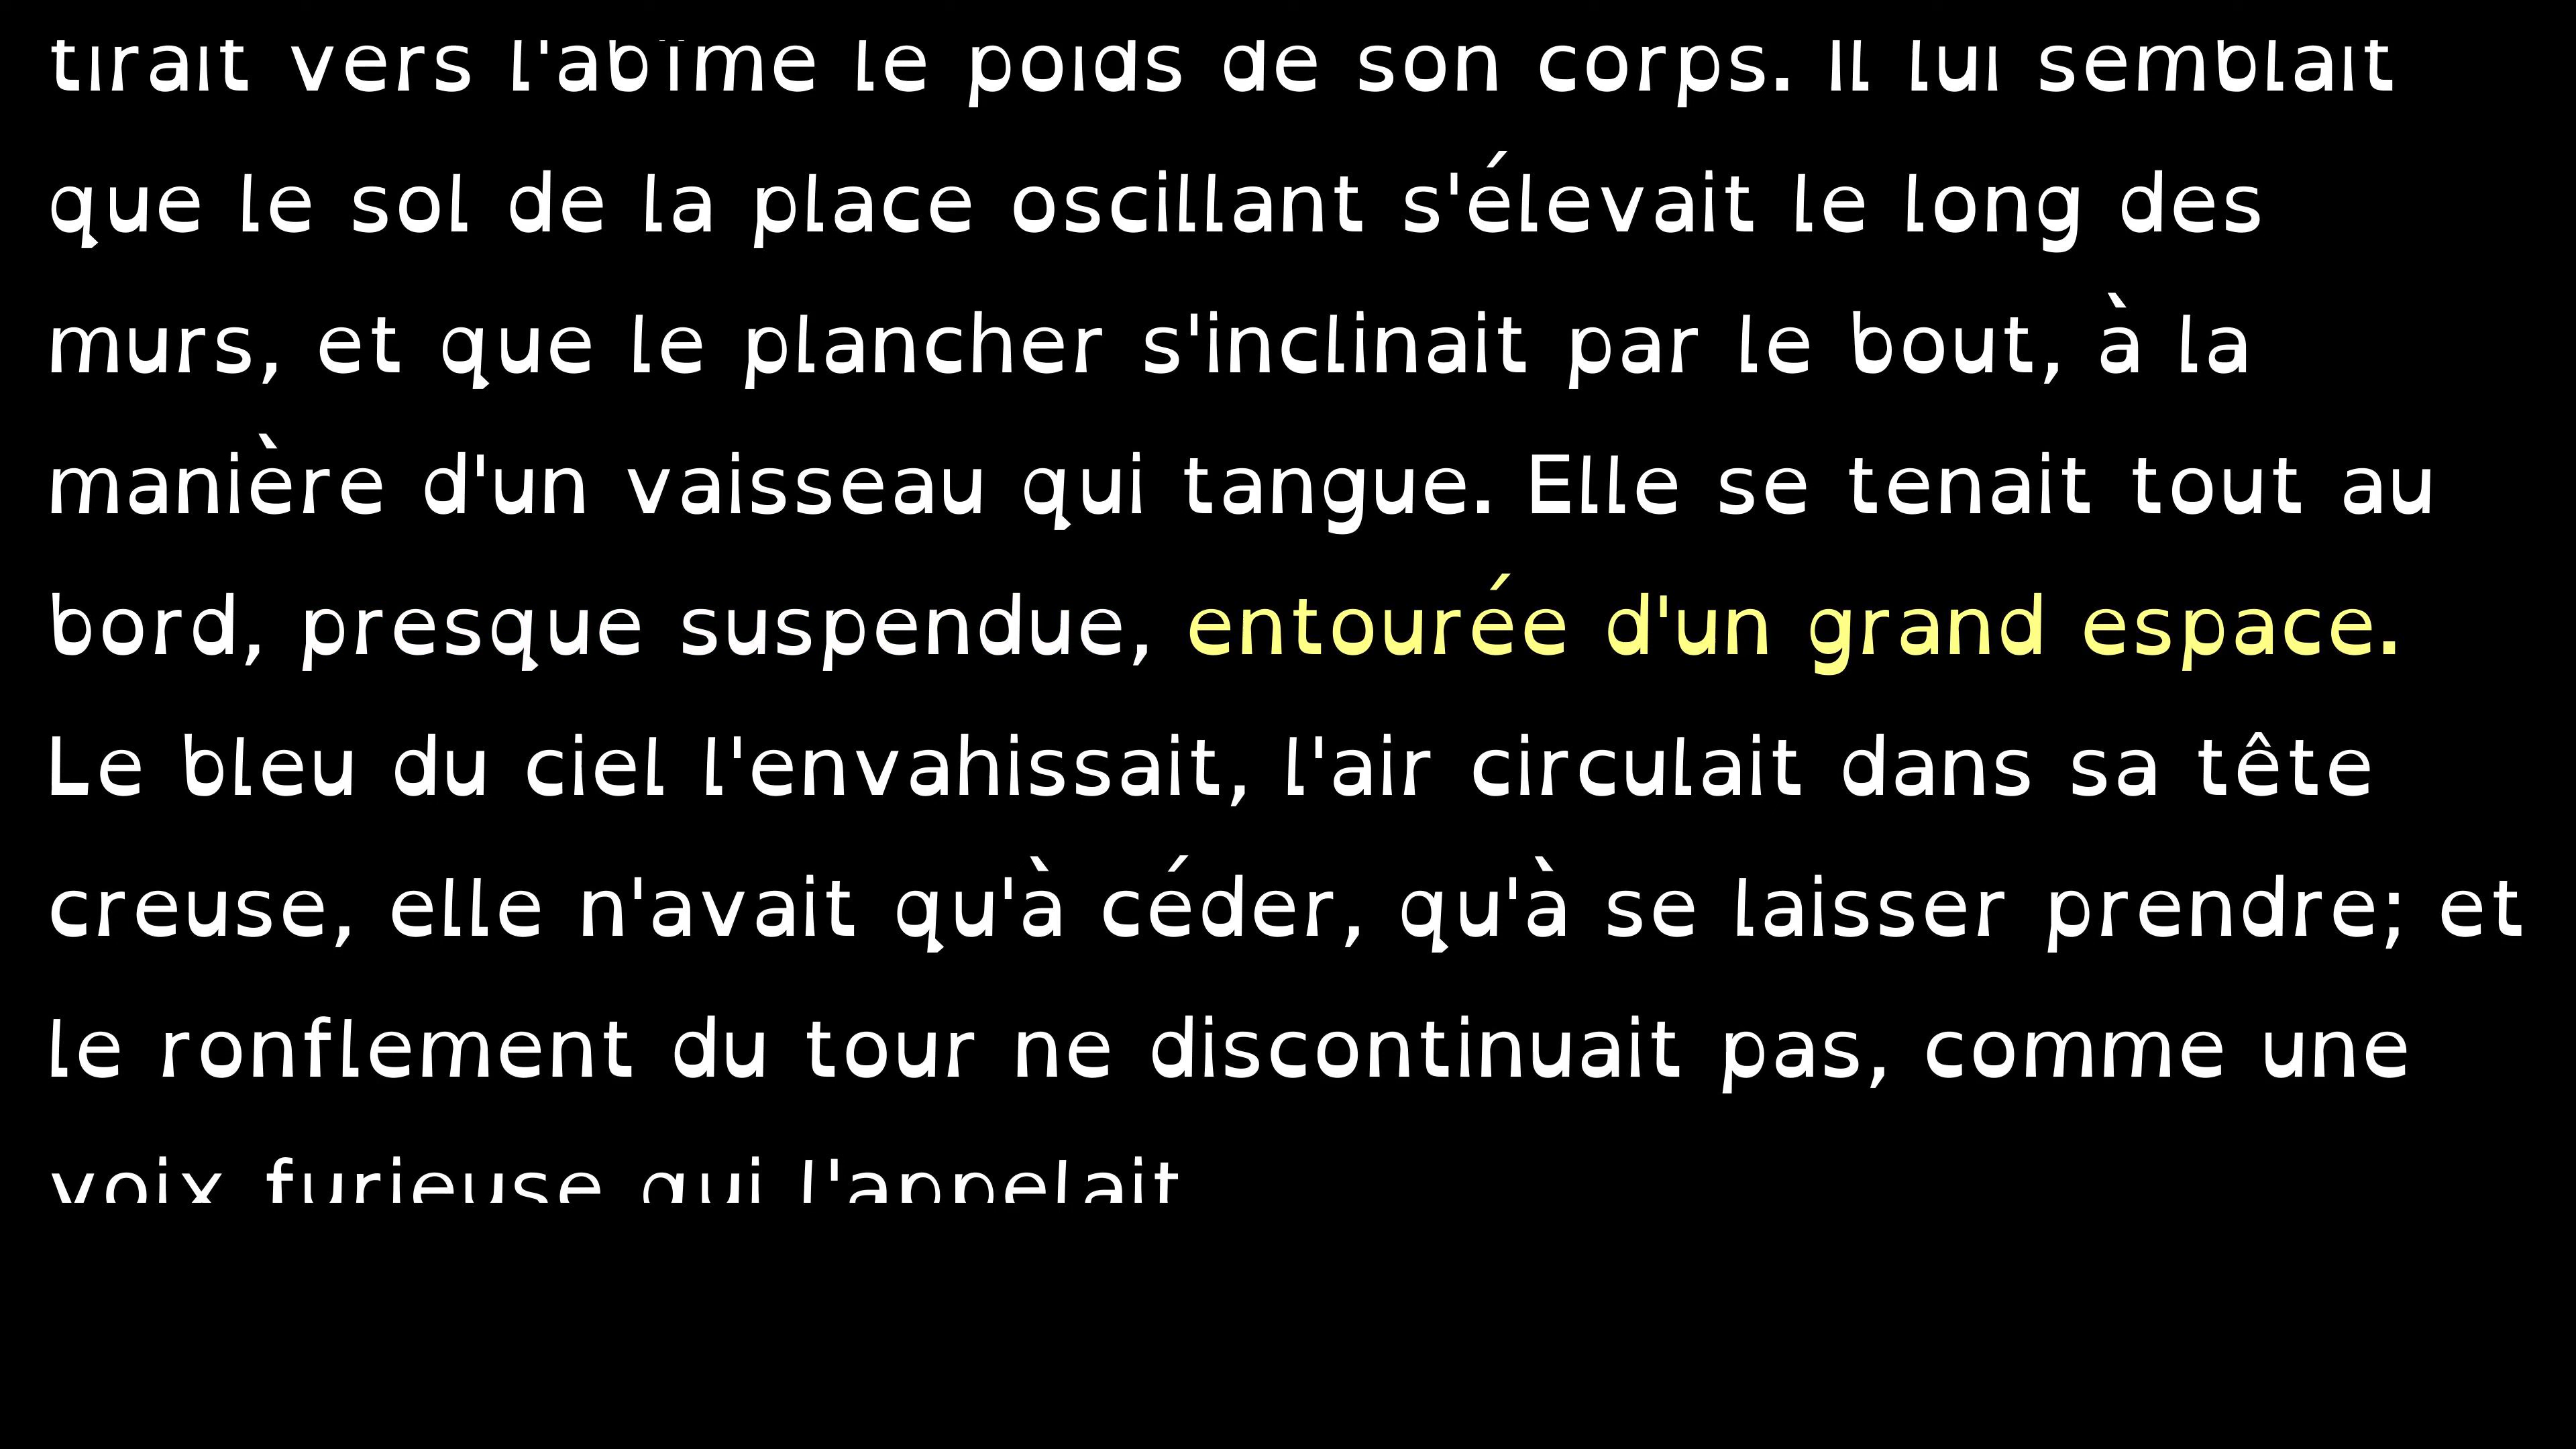 tirait vers l'abîme le poids de son corps. Il lui semblait
que le sol de la place oscillant s'élevait le long des
murs, et que le plancher s'inclinait par le bout, à la
manière d'un vaisseau qui tangue. Elle se tenait tout au
bord, presque suspendue, entourée d'un grand espace.
Le bleu du ciel l'envahissait, l'air circulait dans sa tête
creuse, elle n'avait qu'à céder, qu'à se laisser prendre; et
le ronflement du tour ne discontinuait pas, comme une
voix furieuse qui l'appelait